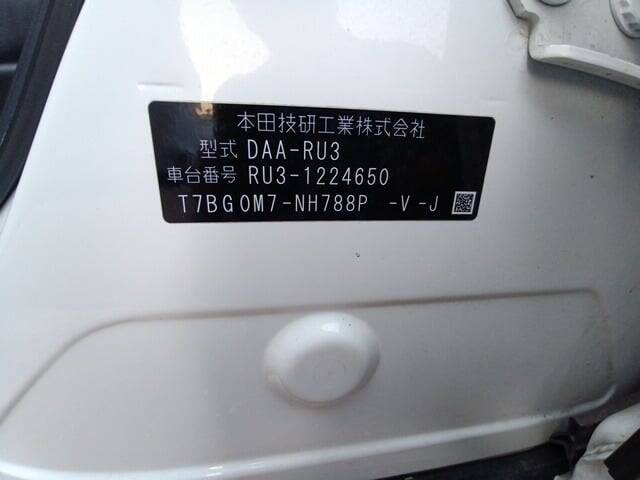 本田技研工業株式会社
型式 DAA-RU3
車台番号 RU3-1224650
T7BG0M7-NH788P -V -J